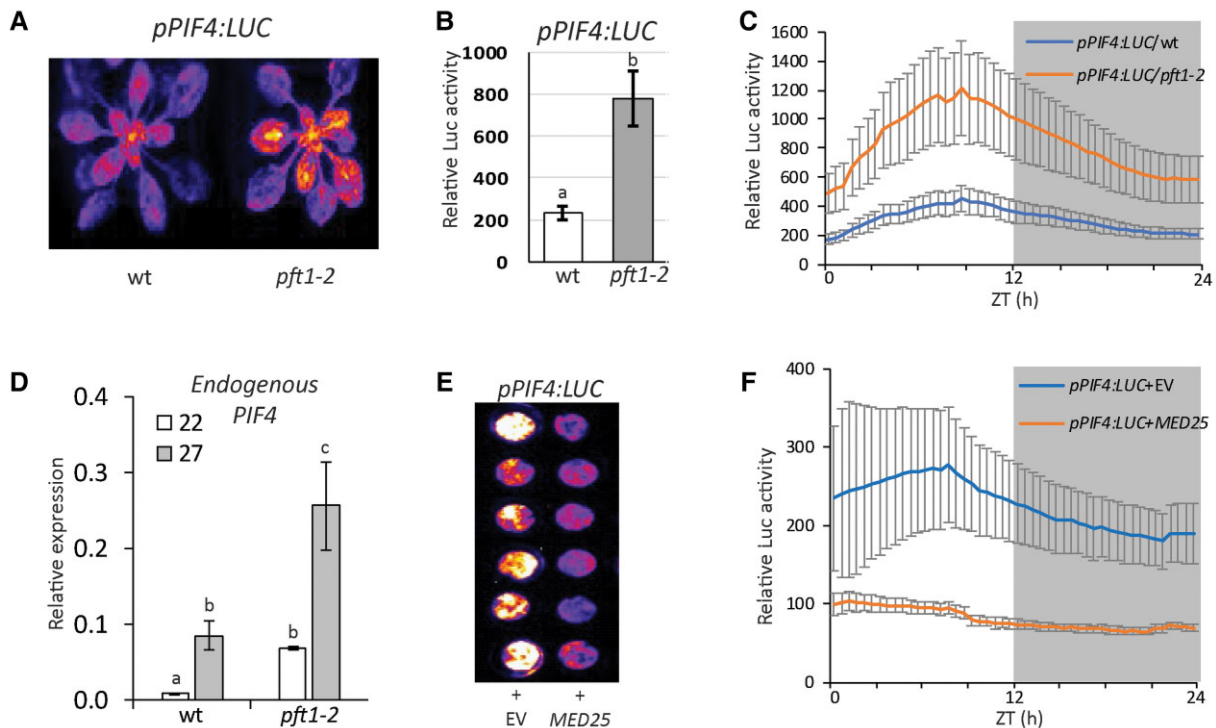 A
pPIF4:LUC
wt
pft1-2
B
pPIF4:LUC
Relative Luc activity
1000
800
600
400
200
0
a
b
wt
pft1-2
C
Relative Luc activity
1600
1400
1200
1000
800
600
400
200
0
pPIF4:LUC/wt
pPIF4:LUC/pft1-2
0
12
24
ZT (h)
D
Endogenous
PIF4
Relative expression
0.4
0.3
0.2
0.1
0.0
22
27
a
b
b
c
wt
pft1-2
E
pPIF4:LUC
+
EV
+
MED25
F
Relative Luc activity
400
300
200
100
0
pPIF4:LUC+EV
pPIF4:LUC+MED25
0
12
24
ZT (h)